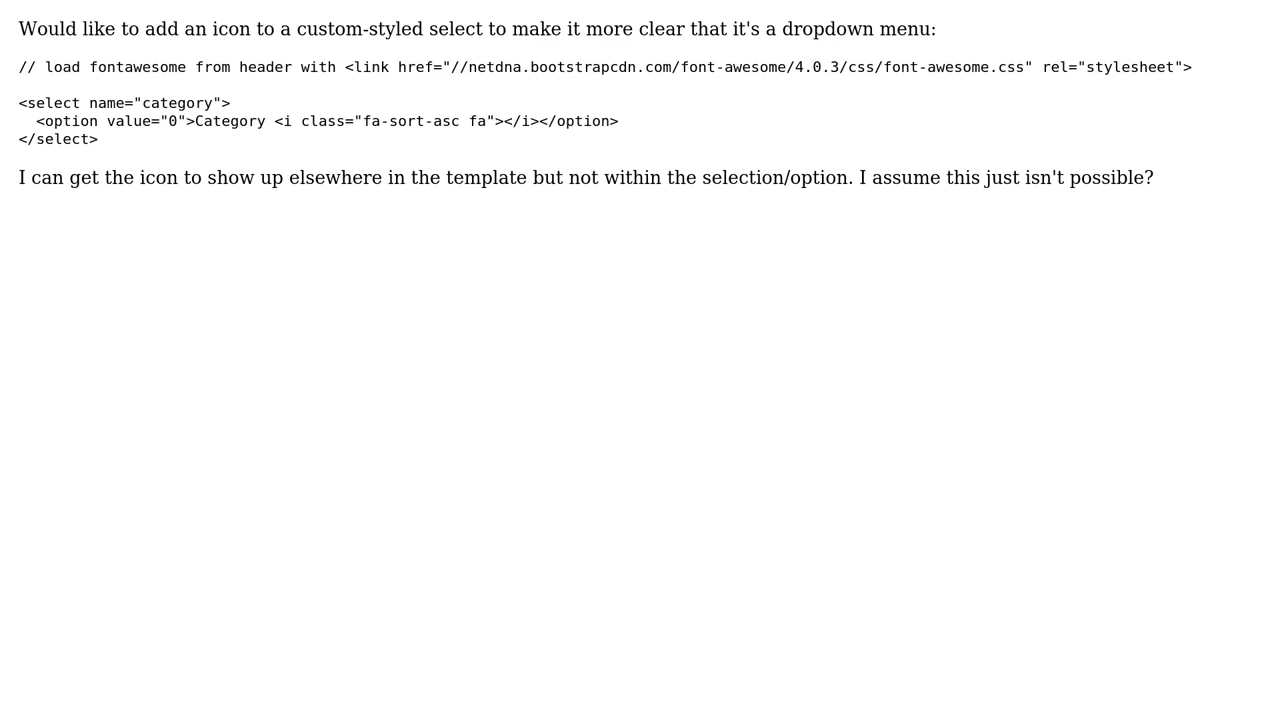 Would like to add an icon to a custom-styled select to make it more clear that it's a dropdown menu:
// load fontawesome from header with <link href="//netdna.bootstrapcdn.com/font-awesome/4.0.3/css/font-awesome.css" rel="stylesheet">
<select name="category">
  <option value="0">Category <i class="fa-sort-asc fa"></i></option>
</select>
I can get the icon to show up elsewhere in the template but not within the selection/option. I assume this just isn't possible?